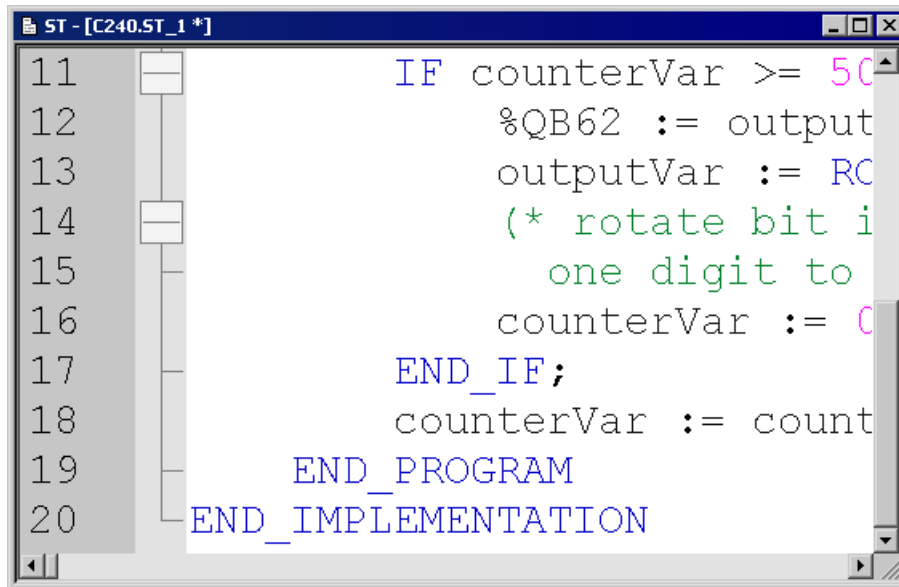 ST - [C240.ST_1 *]
11 IF counterVar >= 50
12 %QB62 := output
13 outputVar := RO
14 (* rotate bit i
15 one digit to
16 counterVar := 0
17 END_IF;
18 counterVar := count
19 END_PROGRAM
20 END_IMPLEMENTATION